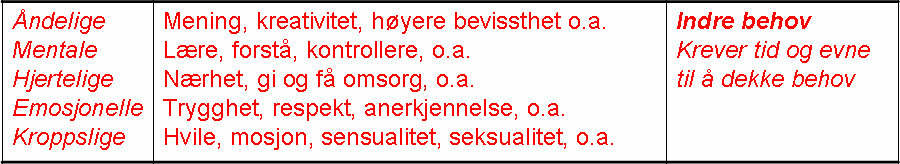 Åndelige Mening, kreativitet, høyere bevissthet o.a. Indre behov
Mentale Lære, forstå, kontrollere, o.a. Krever tid og evne
Hjertelige Nærhet, gi og få omsorg, o.a. til å dekke behov
Emosjonelle Trygghet, respekt, anerkjennelse, o.a.
Kroppslige Hvile, mosjon, sensualitet, seksualitet, o.a.